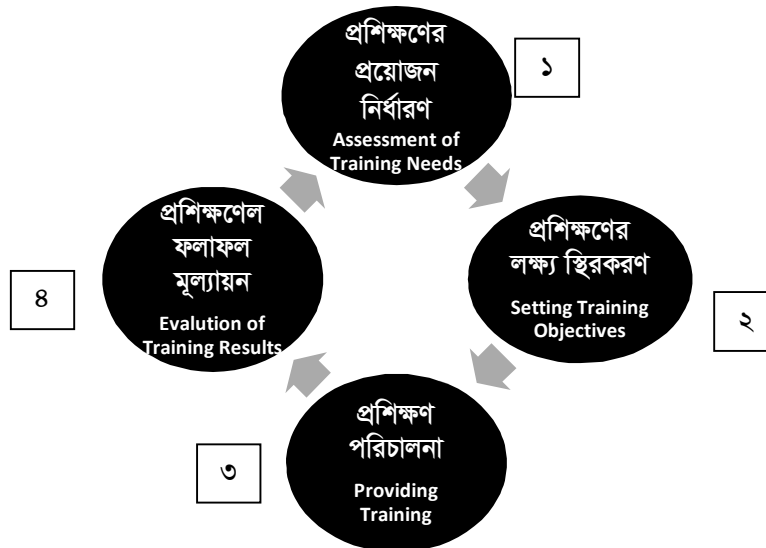 প্রশিক্ষণের
প্রয়োজন
নির্ধারণ
Assessment of
Training Needs
১
প্রশিক্ষণের
লক্ষ্য স্থিরকরণ
Setting Training
Objectives
২
প্রশিক্ষণ
পরিচালনা
Providing
Training
৩
প্রশিক্ষণেল
ফলাফল
মূল্যায়ন
Evalution of
Training Results
৪